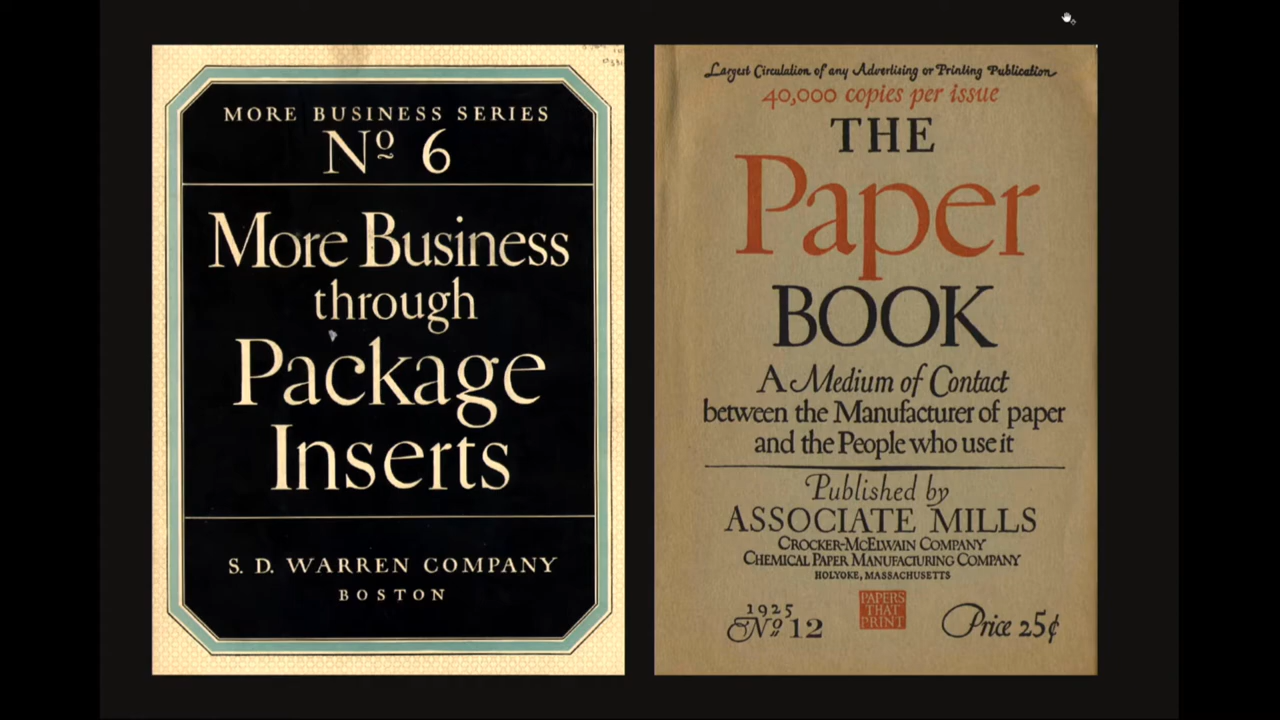 MORE BUSINESS SERIES
Nº 6
More Business
through
Package
Inserts
S. D. WARREN COMPANY
BOSTON
Largest Circulation of any Advertising or Printing Publication
40,000 copies per issue
THE
Paper
BOOK
A Medium of Contact
between the Manufacturer of paper
and the People who use it
Published by
ASSOCIATE MILLS
CROCKER-McELWAIN COMPANY
CHEMICAL PAPER MANUFACTURING COMPANY
HOLYOKE, MASSACHUSETTS
1925
Nº 12
PAPERS
THAT
PRINT
Price 25¢